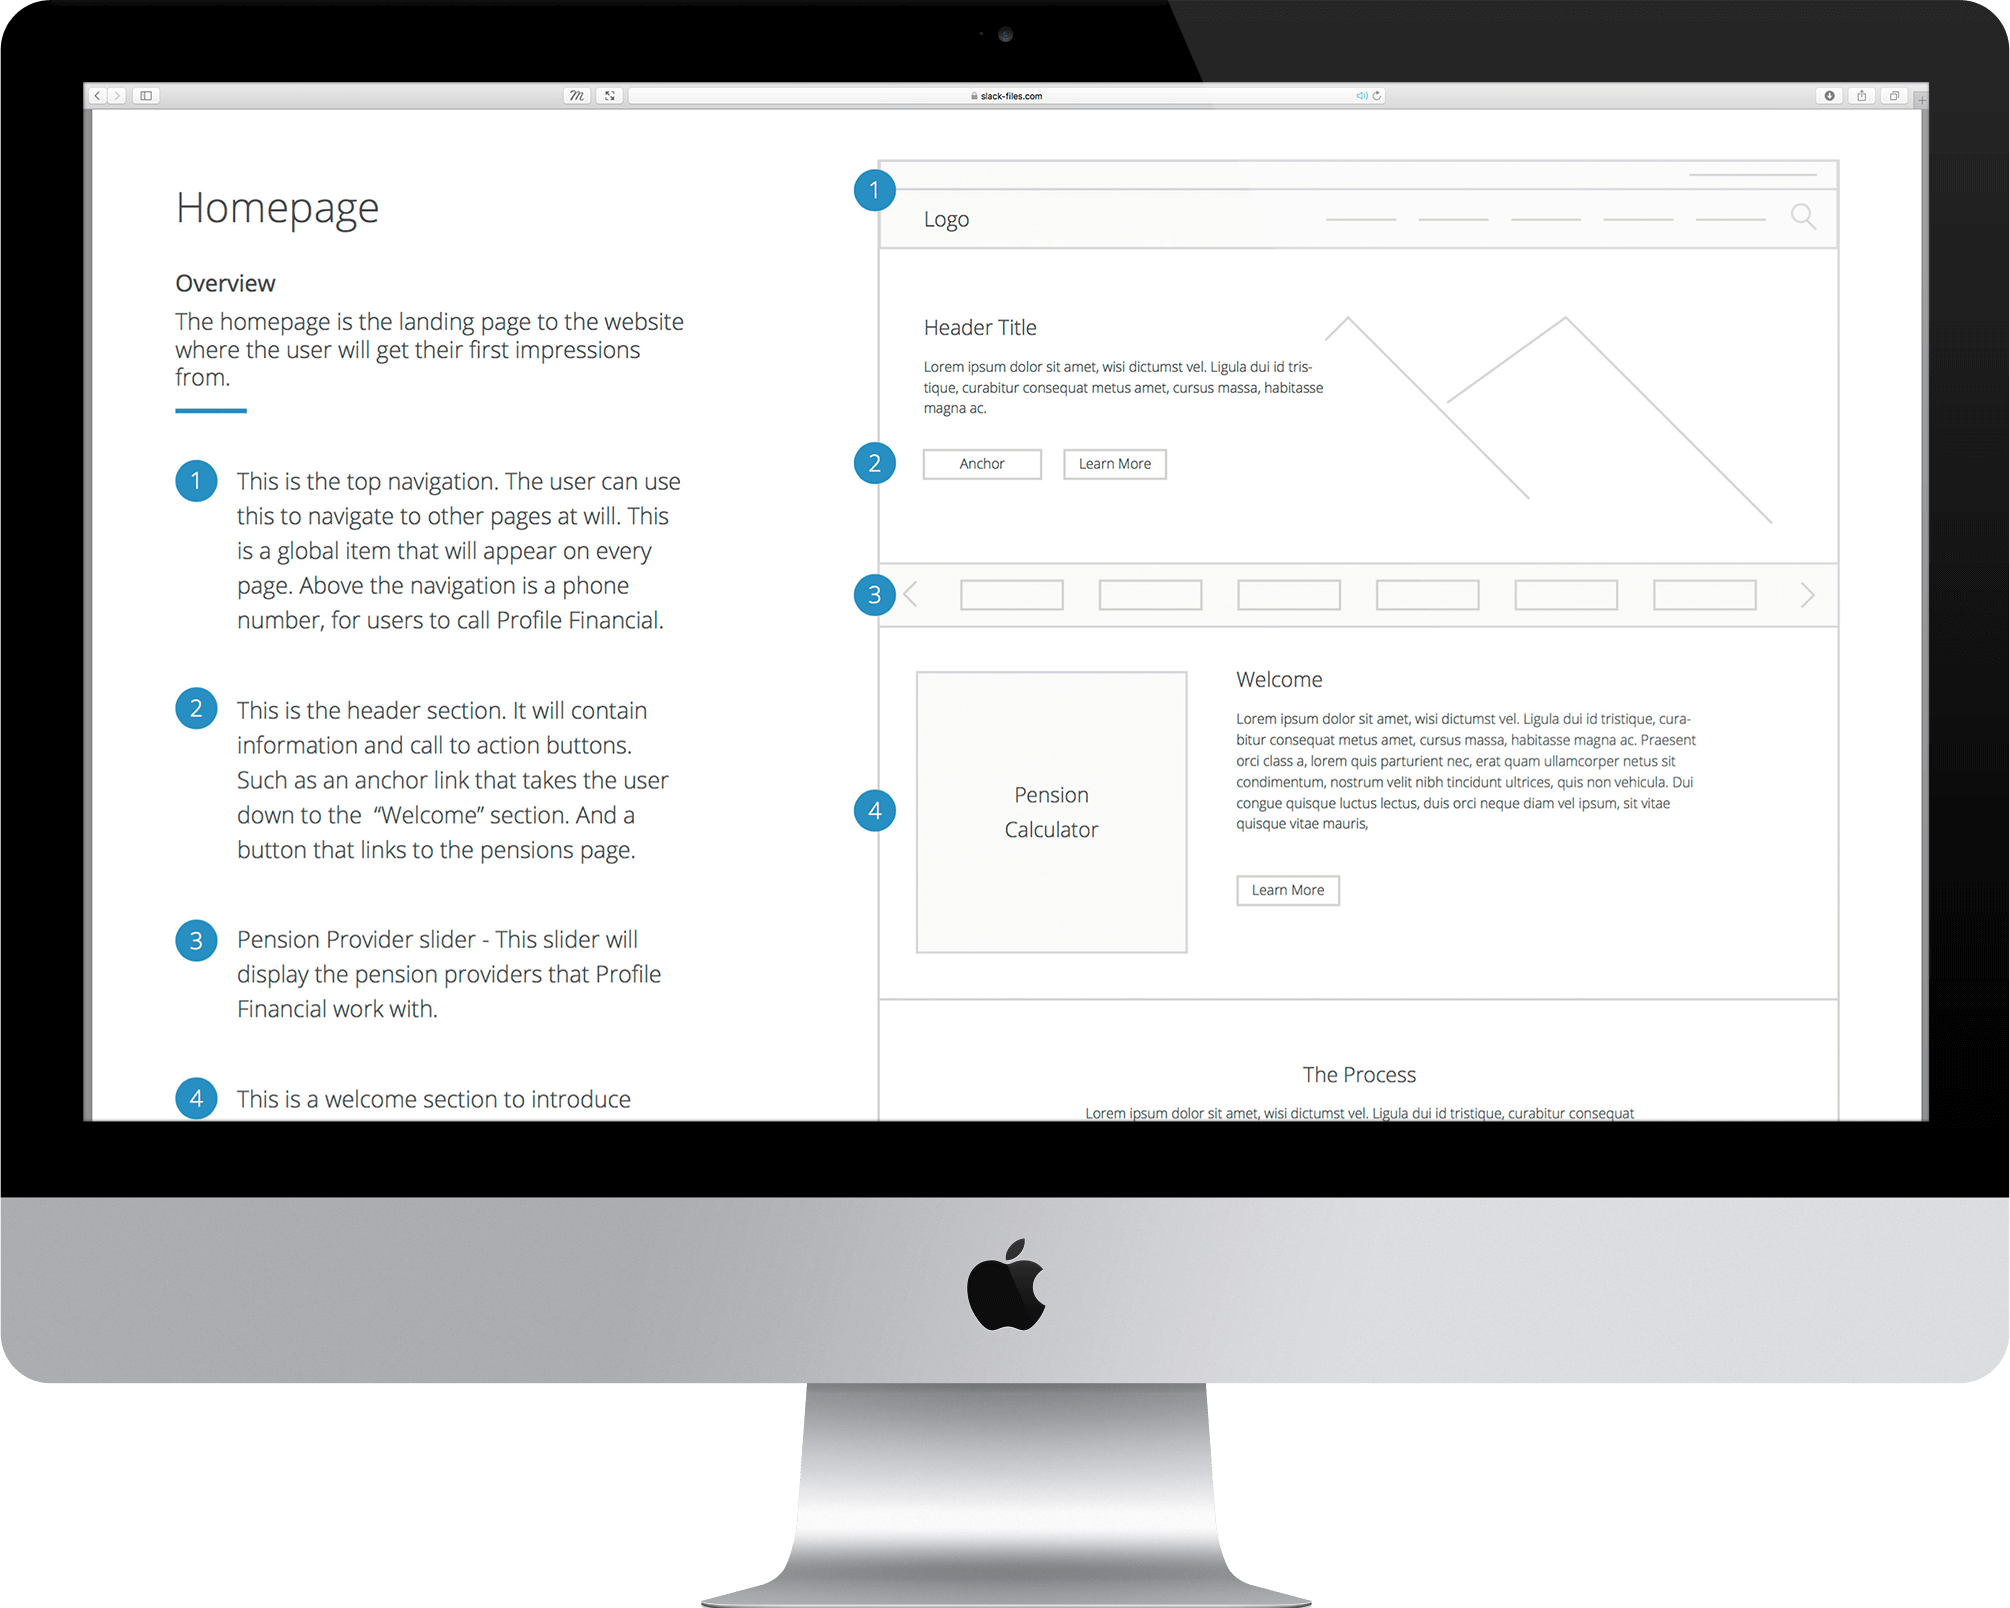 slack-files.com
Homepage
Overview
The homepage is the landing page to the website
where the user will get their first impressions
from.
1
This is the top navigation. The user can use
this to navigate to other pages at will. This
is a global item that will appear on every
page. Above the navigation is a phone
number, for users to call Profile Financial.
2
This is the header section. It will contain
information and call to action buttons.
Such as an anchor link that takes the user
down to the “Welcome” section. And a
button that links to the pensions page.
3
Pension Provider slider - This slider will
display the pension providers that Profile
Financial work with.
4
This is a welcome section to introduce
1
Logo
Header Title
Lorem ipsum dolor sit amet, wisi dictumst vel. Ligula dui id tris-
tique, curabitur consequat metus amet, cursus massa, habitasse
magna ac.
2
Anchor
Learn More
3
4
Pension
Calculator
Welcome
Lorem ipsum dolor sit amet, wisi dictumst vel. Ligula dui id tristique, cura-
bitur consequat metus amet, cursus massa, habitasse magna ac. Praesent
orci class a, lorem quis parturient nec, erat quam ullamcorper netus sit
condimentum, nostrum velit nibh tincidunt ultrices, quis non vehicula. Dui
congue quisque luctus lectus, duis orci neque diam vel ipsum, sit vitae
quisque vitae mauris,
Learn More
The Process
Lorem ipsum dolor sit amet, wisi dictumst vel. Ligula dui id tristique, curabitur consequat